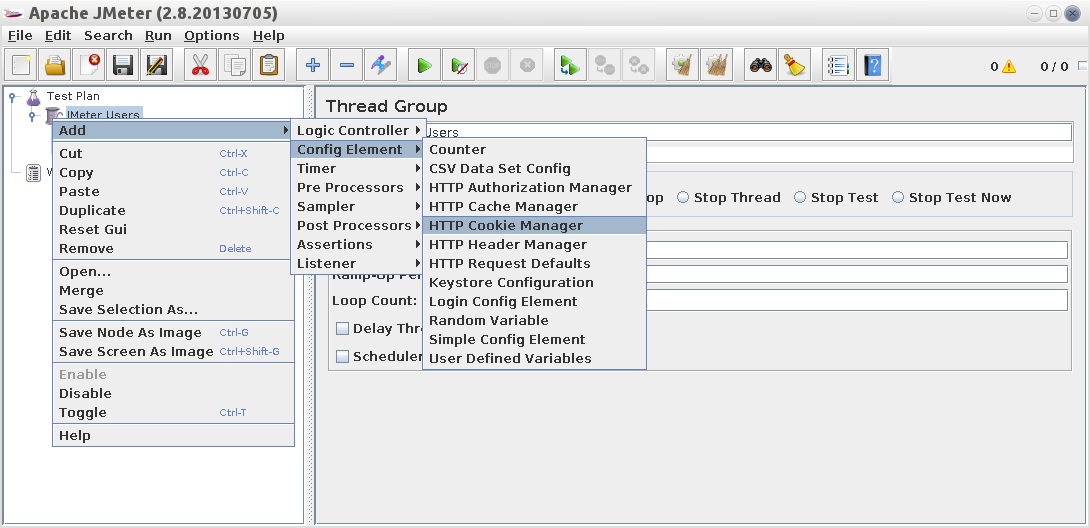 Apache JMeter (2.8.20130705)
File Edit Search Run Options Help
0 0 / 0
Test Plan
JMeter Users
Thread Group
Add
Cut Ctrl-X
Copy Ctrl-C
Paste Ctrl-V
Duplicate Ctrl+Shift-C
Reset Gui
Remove Delete
Open...
Merge
Save Selection As...
Save Node As Image Ctrl-G
Save Screen As Image Ctrl+Shift-G
Enable
Disable
Toggle Ctrl-T
Help
Logic Controller
Config Element
Timer
Pre Processors
Sampler
Post Processors
Assertions
Listener
Counter
CSV Data Set Config
HTTP Authorization Manager
HTTP Cache Manager
HTTP Cookie Manager
HTTP Header Manager
HTTP Request Defaults
Keystore Configuration
Login Config Element
Random Variable
Simple Config Element
User Defined Variables
Users
Stop Thread Stop Test Stop Test Now
Ramp-Up
Loop Count:
Delay
Scheduler